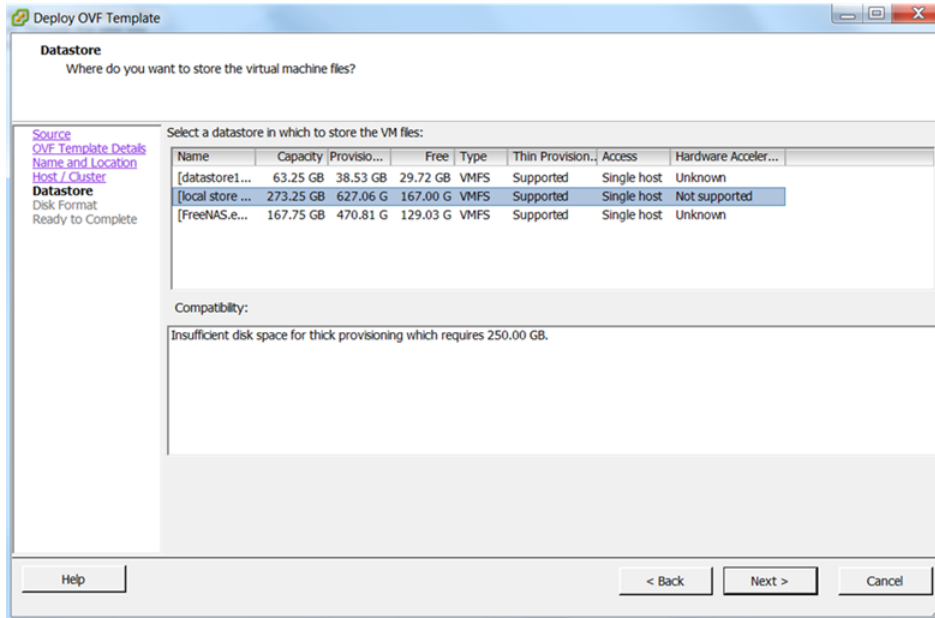 Deploy OVF Template
Datastore
Where do you want to store the virtual machine files?
Source
OVF Template Details
Name and Location
Host / Cluster
Datastore
Disk Format
Ready to Complete
Select a datastore in which to store the VM files:
Name Capacity Provisio... Free Type Thin Provision... Access Hardware Acceler...
[datastore1... 63.25 GB 38.53 GB 29.72 GB VMFS Supported Single host Unknown
[local store ... 273.25 GB 627.06 G 167.00 G VMFS Supported Single host Not supported
[FreeNAS.e... 167.75 GB 470.81 G 129.03 G VMFS Supported Single host Unknown
Compatibility:
Insufficient disk space for thick provisioning which requires 250.00 GB.
Help
< Back
Next >
Cancel